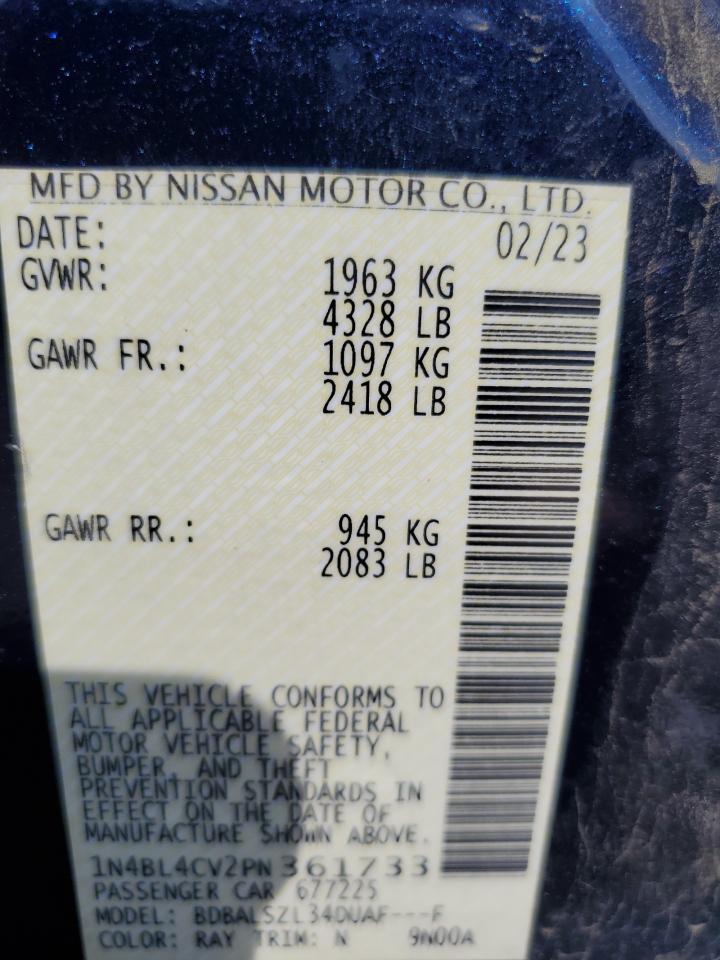 MFD BY NISSAN MOTOR CO., LTD.
DATE: 02/23
GVWR: 1963 KG
4328 LB
GAWR FR.: 1097 KG
2418 LB
GAWR RR.: 945 KG
2083 LB
THIS VEHICLE CONFORMS TO
ALL APPLICABLE FEDERAL
MOTOR VEHICLE SAFETY,
BUMPER, AND THEFT
PREVENTION STANDARDS IN
EFFECT ON THE DATE OF
MANUFACTURE SHOWN ABOVE.
1N4BL4CV2PN361733
PASSENGER CAR 677225
MODEL: BDBALSZL34DUAF---F
COLOR: RAY TRIM: N 9N00A